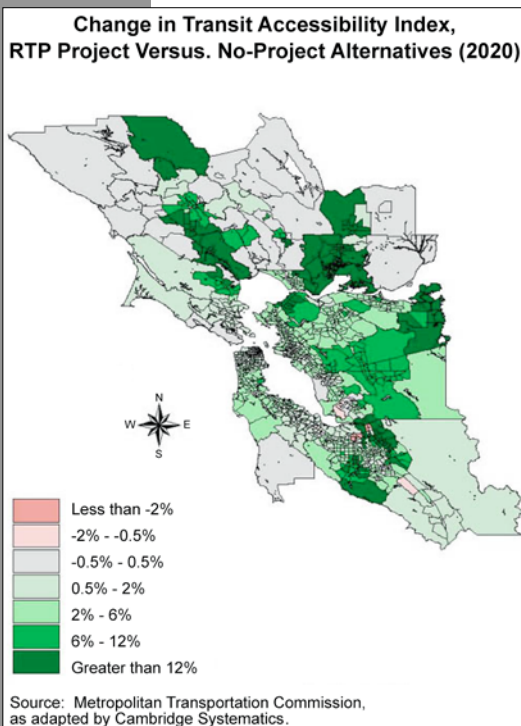 Change in Transit Accessibility Index,
RTP Project Versus. No-Project Alternatives (2020)
N
W E
S
Less than -2%
-2% - -0.5%
-0.5% - 0.5%
0.5% - 2%
2% - 6%
6% - 12%
Greater than 12%
Source: Metropolitan Transportation Commission,
as adapted by Cambridge Systematics.